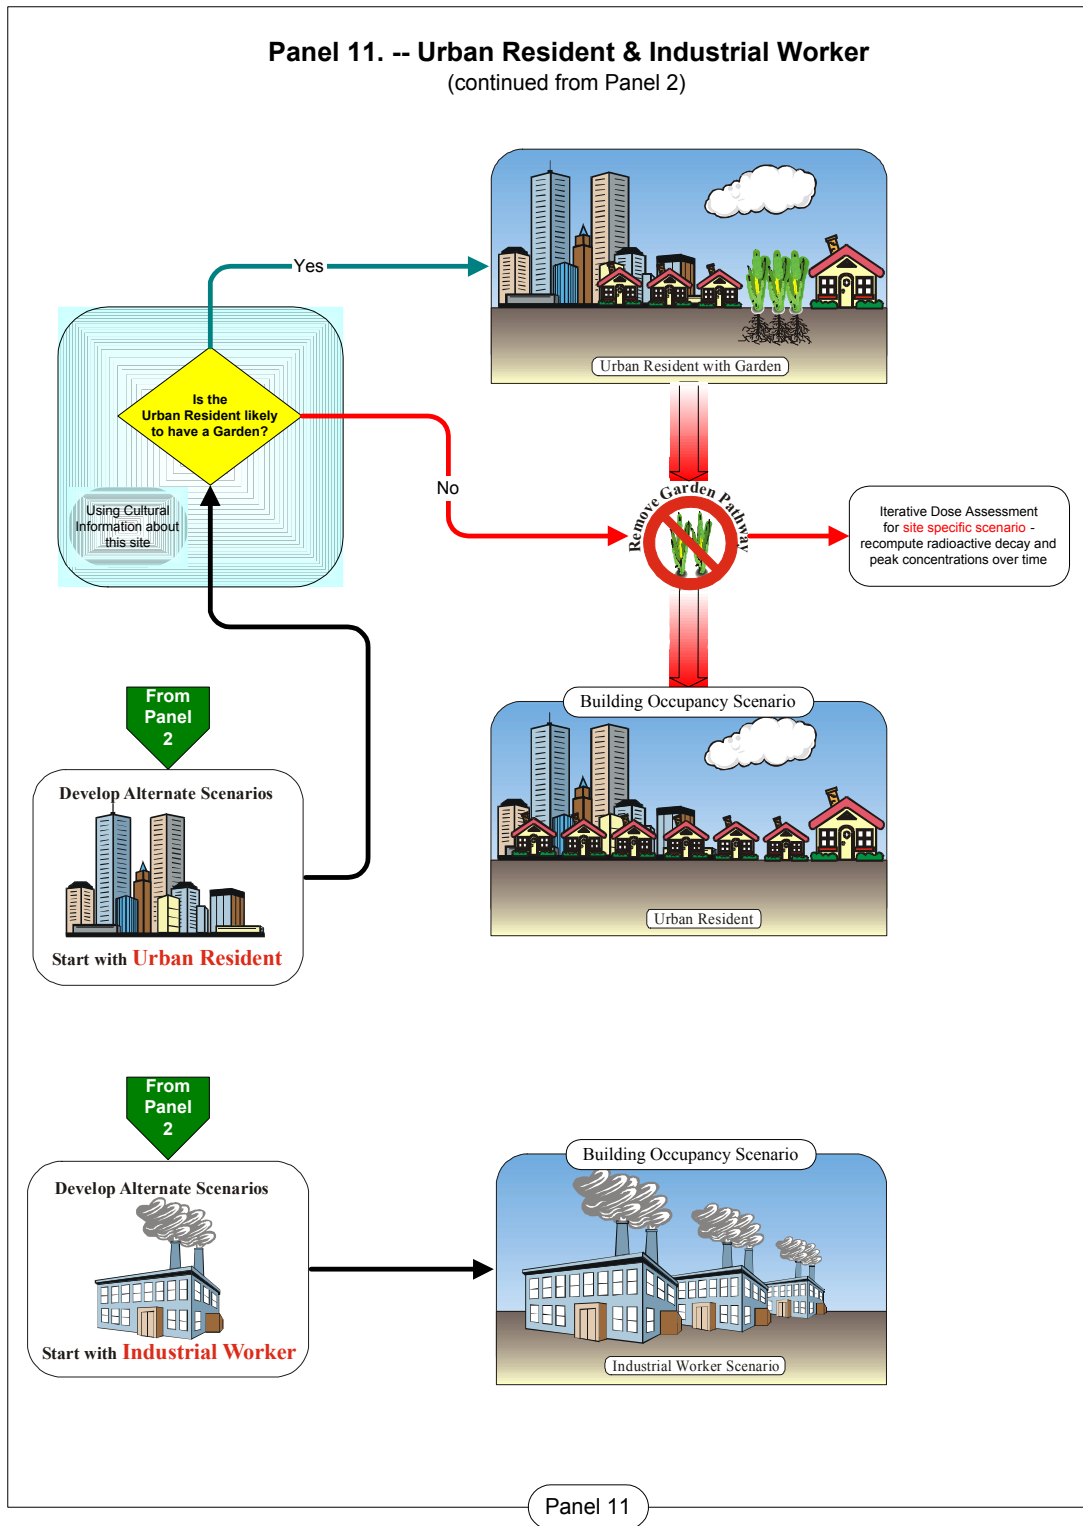 Panel 11. -- Urban Resident & Industrial Worker
(continued from Panel 2)
Yes
Urban Resident with Garden
Is the
Urban Resident likely
to have a Garden?
No
Using Cultural
Information about
this site
Remove Garden Pathway
Iterative Dose Assessment
for site specific scenario -
recompute radioactive decay and
peak concentrations over time
From
Panel
2
Develop Alternate Scenarios
Start with Urban Resident
Building Occupancy Scenario
Urban Resident
From
Panel
2
Develop Alternate Scenarios
Start with Industrial Worker
Building Occupancy Scenario
Industrial Worker Scenario
Panel 11